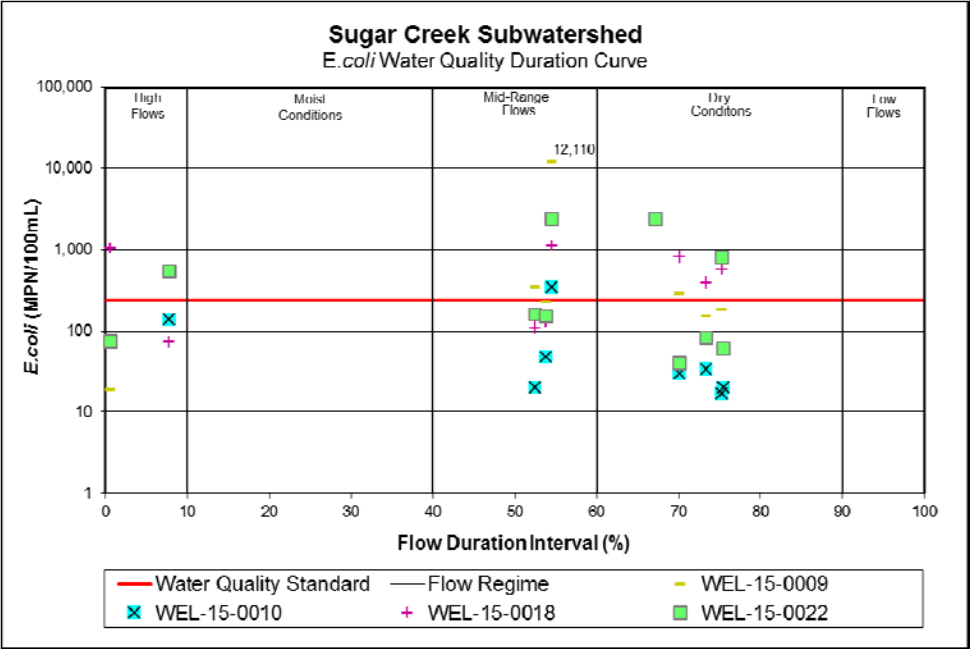 Sugar Creek Subwatershed
E.coli Water Quality Duration Curve
100,000
10,000
1,000
100
10
1
E.coli (MPN/100mL)
High
Flows
Moist
Conditions
Mid-Range
Flows
Dry
Conditons
Low
Flows
12,110
0 10 20 30 40 50 60 70 80 90 100
Flow Duration Interval (%)
Water Quality Standard Flow Regime WEL-15-0009
WEL-15-0010 WEL-15-0018 WEL-15-0022